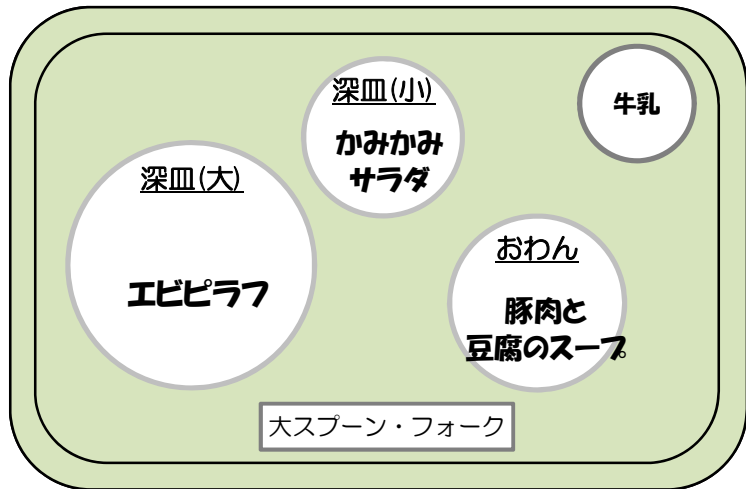 深皿(小)
かみかみ
サラダ
牛乳
深皿(大)
エビピラフ
おわん
豚肉と
豆腐のスープ
大スプーン・フォーク